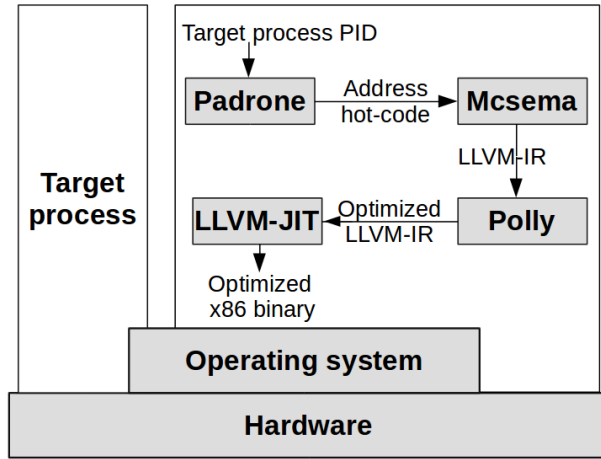 Target process PID
Padrone
Address
hot-code
Mcsema
LLVM-IR
Target
process
LLVM-JIT
Optimized
LLVM-IR
Polly
Optimized
x86 binary
Operating system
Hardware